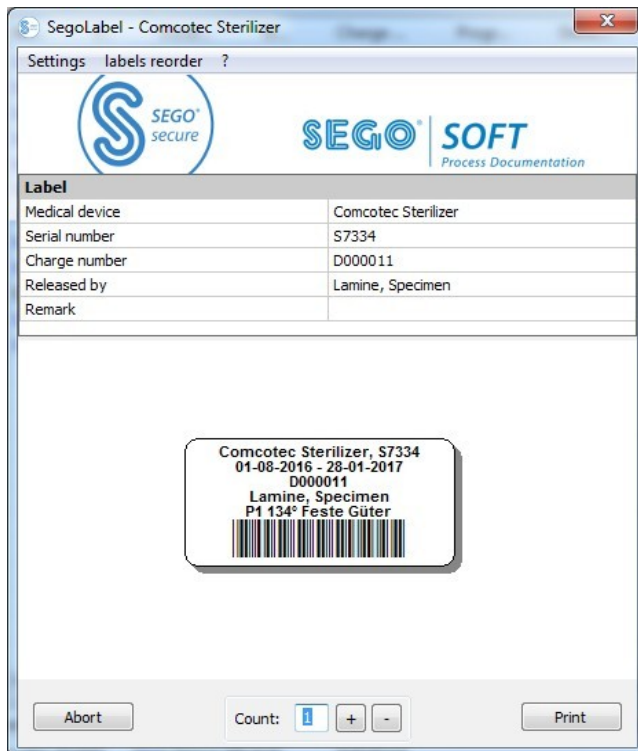 SegoLabel - Comcotec Sterilizer
Settings labels reorder ?
SEGO®
secure
SEGO® SOFT
Process Documentation
Label
Medical device Comcotec Sterilizer
Serial number S7334
Charge number D000011
Released by Lamine, Specimen
Remark
Comcotec Sterilizer, S7334
01-08-2016 - 28-01-2017
D000011
Lamine, Specimen
P1 134° Feste Güter
Abort Count: 1 + - Print